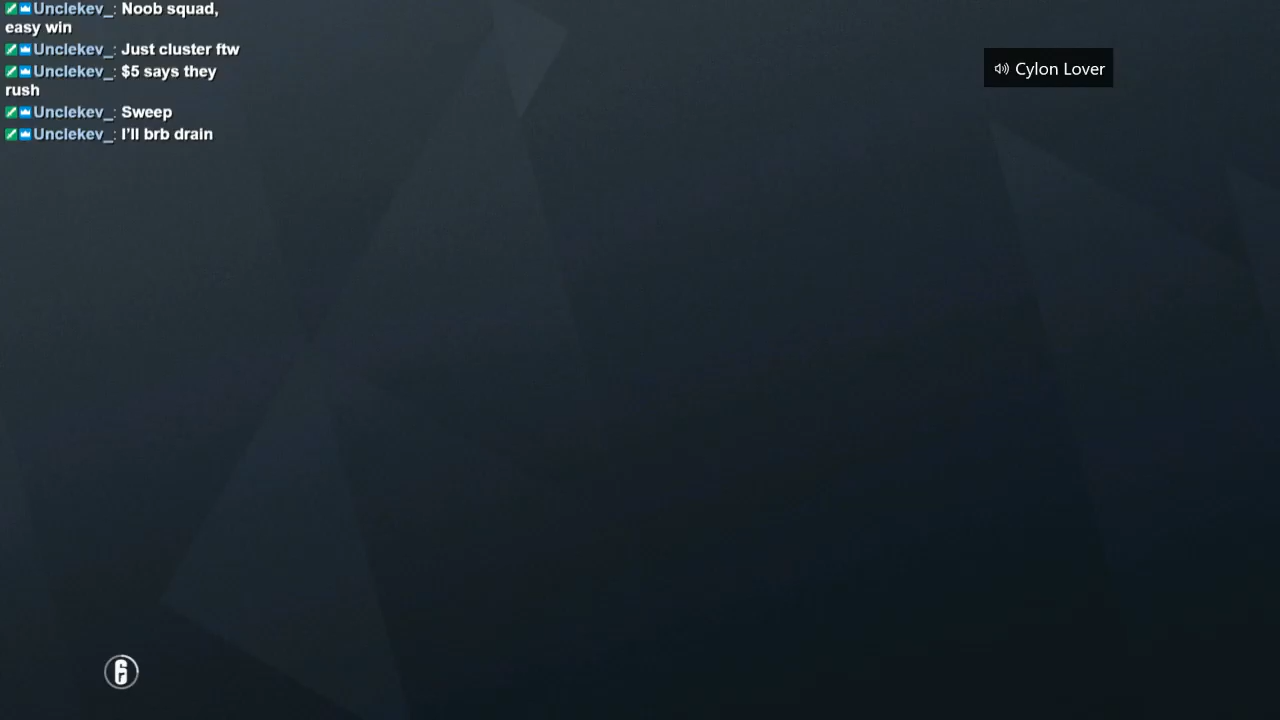 Unclekev_: Noob squad,
easy win
Unclekev_: Just cluster ftw
Unclekev_: $5 says they
rush
Unclekev_: Sweep
Unclekev_: I'll brb drain
Cylon Lover
6